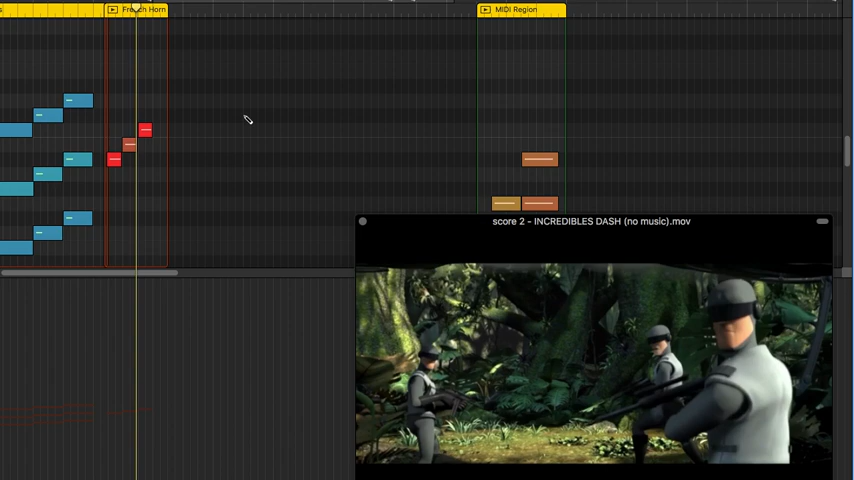 French Horn
MIDI Region
score 2 - INCREDIBLES DASH (no music).mov